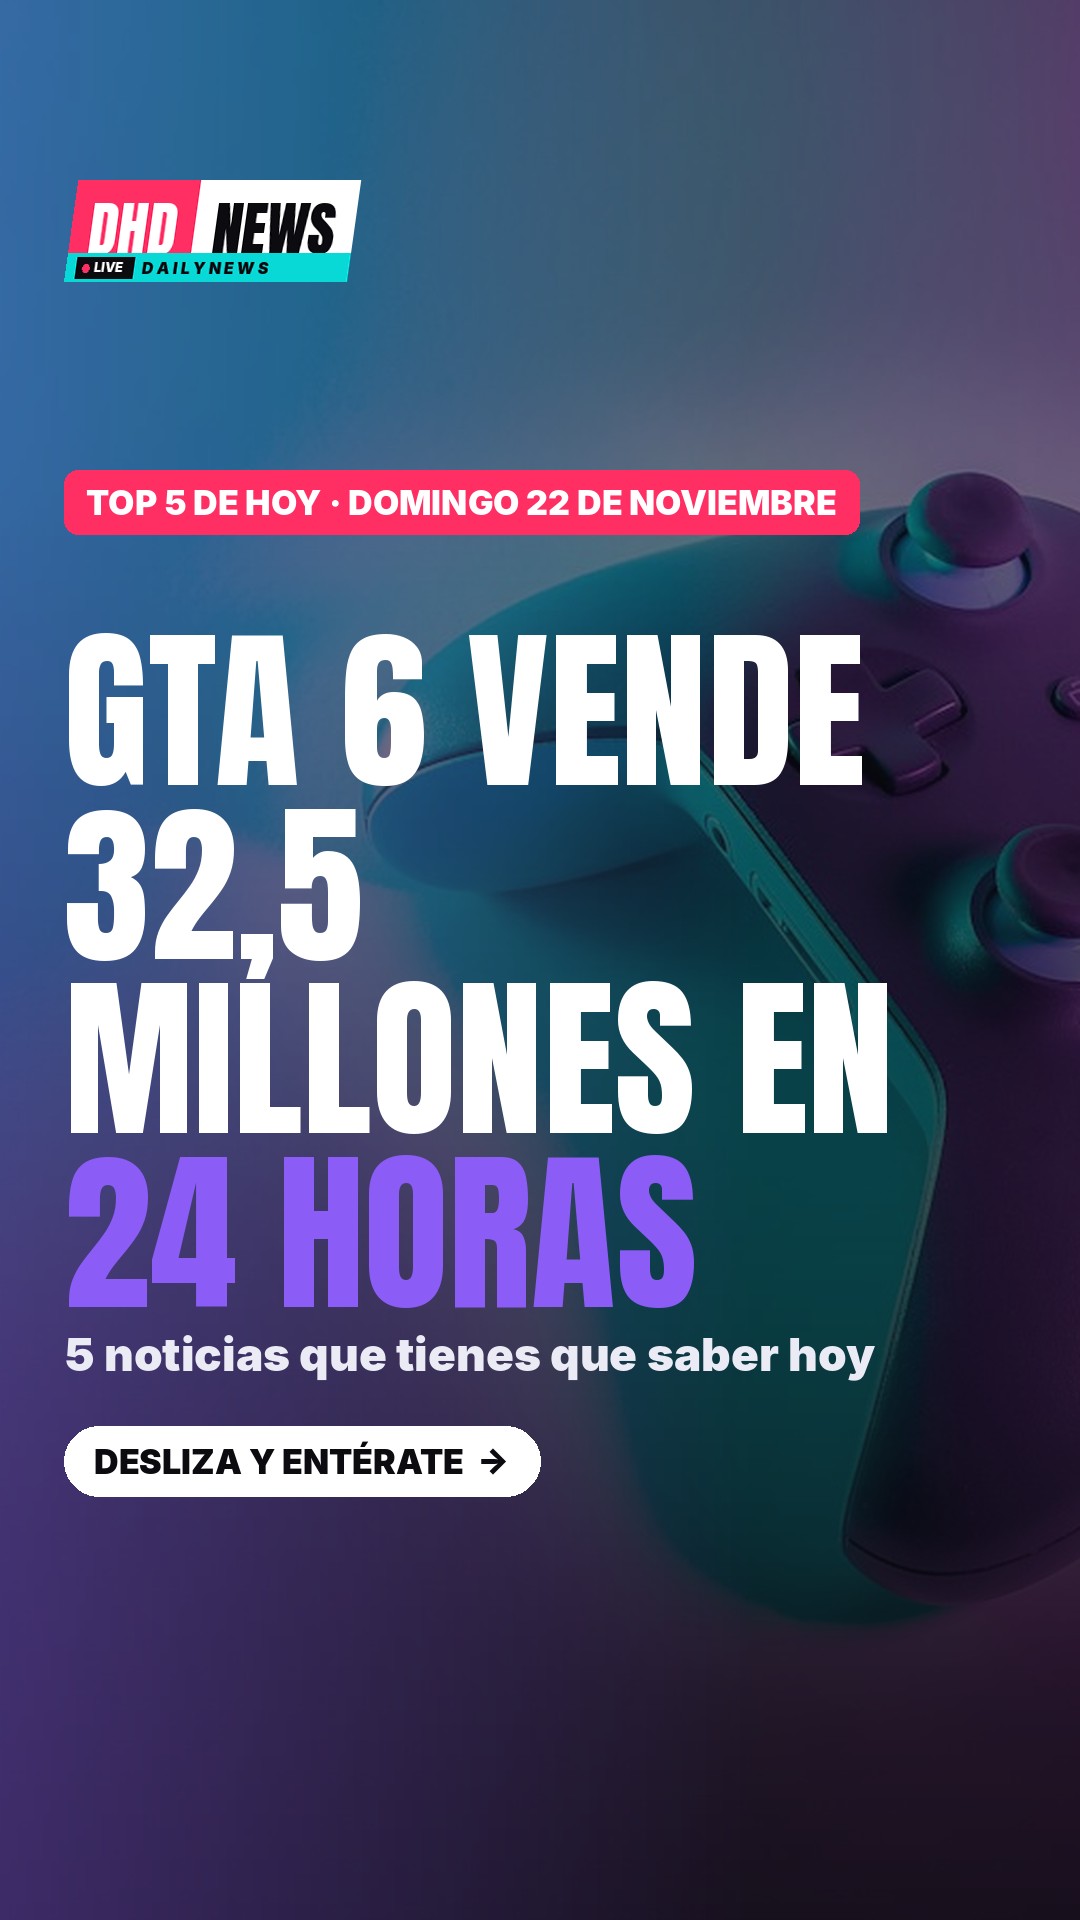 DHD NEWS
LIVE DAILYNEWS
TOP 5 DE HOY · DOMINGO 22 DE NOVIEMBRE
GTA 6 VENDE
32,5
MILLONES EN
24 HORAS
5 noticias que tienes que saber hoy
DESLIZA Y ENTÉRATE →